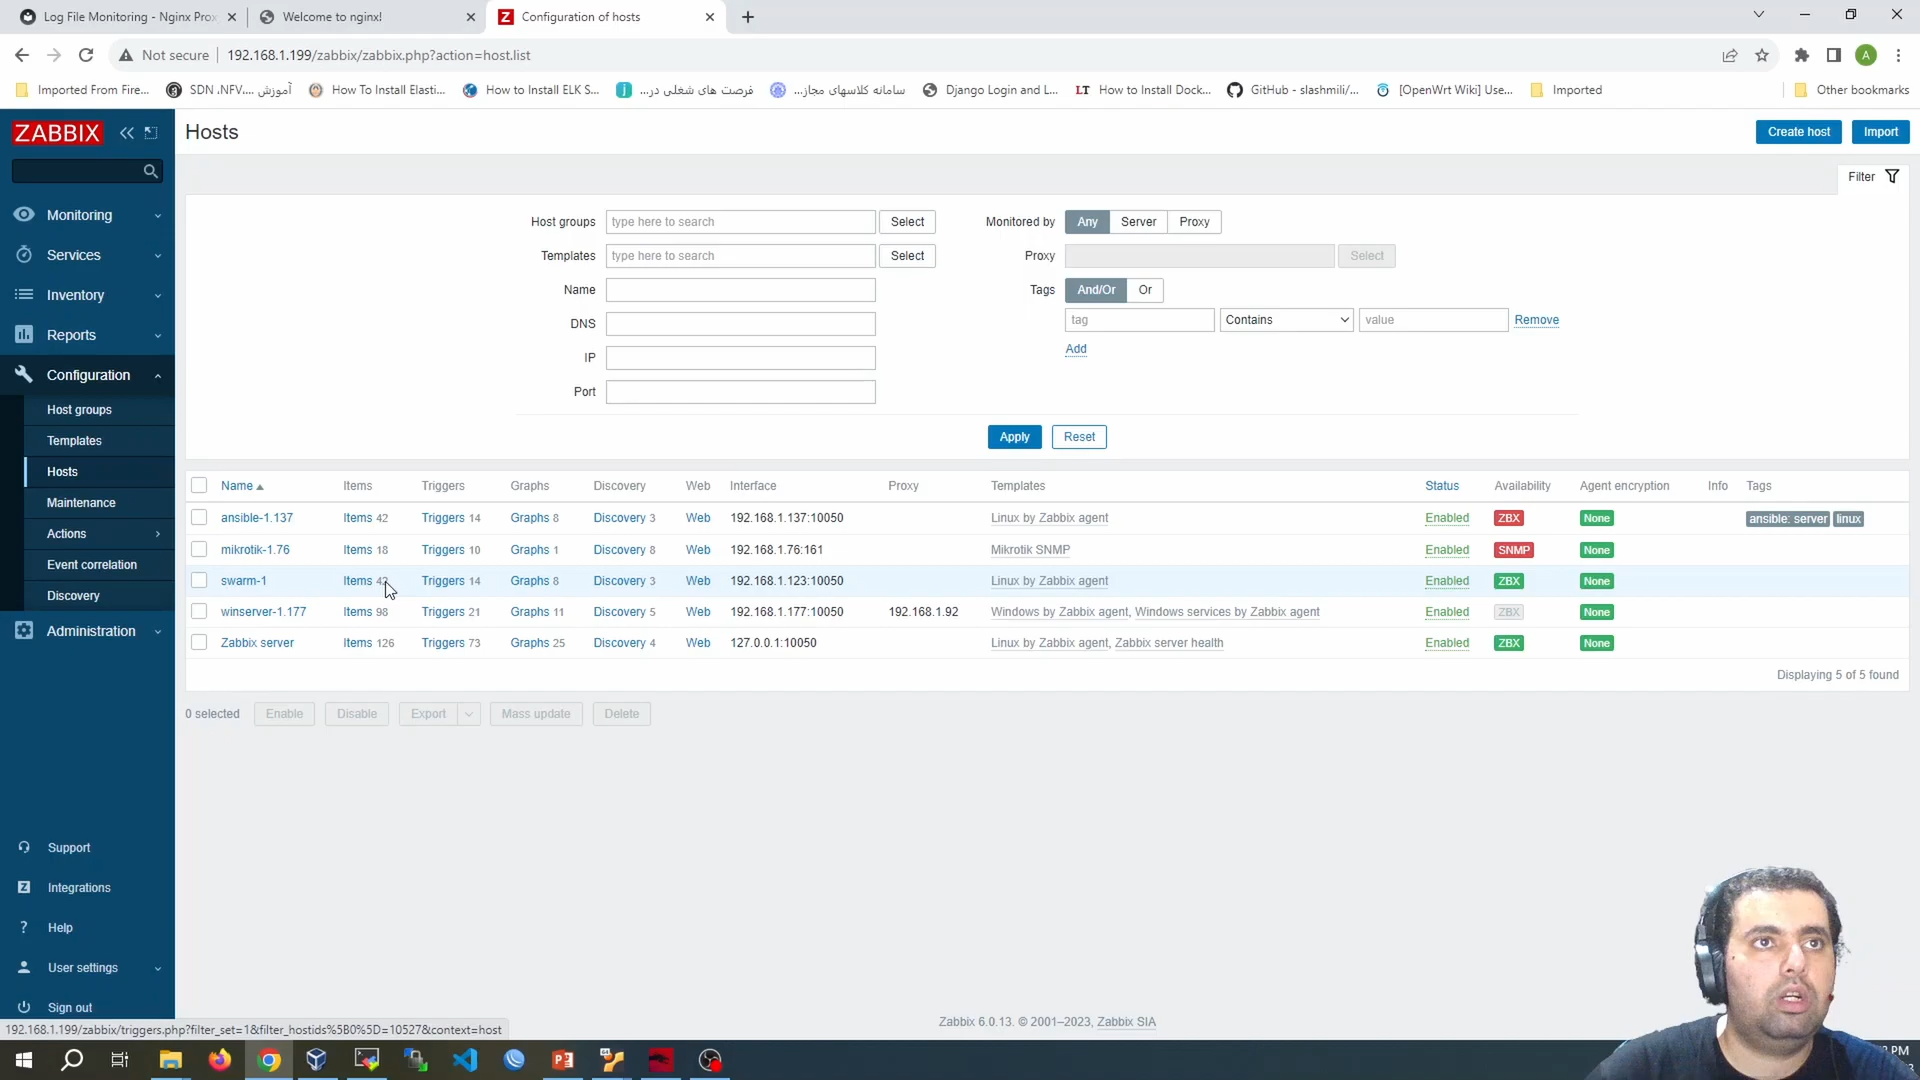 Log File Monitoring - Nginx Prox
Welcome to nginx!
Configuration of hosts
Not secure
192.168.1.199/zabbix/zabbix.php?action=host.list
Imported From Fire...
آموزش SDN ،NFV....
How To Install Elasti...
How to Install ELK S...
فرصت های شغلی در...
سامانه کلاسهای مجاز...
Django Login and L...
LT How to Install Dock...
GitHub - slashmili/...
[OpenWrt Wiki] Use...
Imported
Other bookmarks
ZABBIX
Hosts
Create host
Import
Filter
Monitoring
Services
Inventory
Reports
Configuration
Host groups
Templates
Hosts
Maintenance
Actions
Event correlation
Discovery
Administration
Support
Integrations
Help
User settings
Sign out
Host groups type here to search Select
Templates type here to search Select
Name
DNS
IP
Port
Monitored by Any Server Proxy
Proxy Select
Tags And/Or Or
tag Contains value Remove
Add
Apply Reset
Name Items Triggers Graphs Discovery Web Interface Proxy Templates Status Availability Agent encryption Info Tags
ansible-1.137 Items 42 Triggers 14 Graphs 8 Discovery 3 Web 192.168.1.137:10050 Linux by Zabbix agent Enabled ZBX None ansible: server linux
mikrotik-1.76 Items 18 Triggers 10 Graphs 1 Discovery 8 Web 192.168.1.76:161 Mikrotik SNMP Enabled SNMP None
swarm-1 Items Triggers 14 Graphs 8 Discovery 3 Web 192.168.1.123:10050 Linux by Zabbix agent Enabled ZBX None
winserver-1.177 Items 98 Triggers 21 Graphs 11 Discovery 5 Web 192.168.1.177:10050 192.168.1.92 Windows by Zabbix agent, Windows services by Zabbix agent Enabled ZBX None
Zabbix server Items 126 Triggers 73 Graphs 25 Discovery 4 Web 127.0.0.1:10050 Linux by Zabbix agent, Zabbix server health Enabled ZBX None
Displaying 5 of 5 found
0 selected Enable Disable Export Mass update Delete
Zabbix 6.0.13. © 2001–2023, Zabbix SIA
192.168.1.199/zabbix/triggers.php?filter_set=1&filter_hostids%5B0%5D=10527&context=host
PM